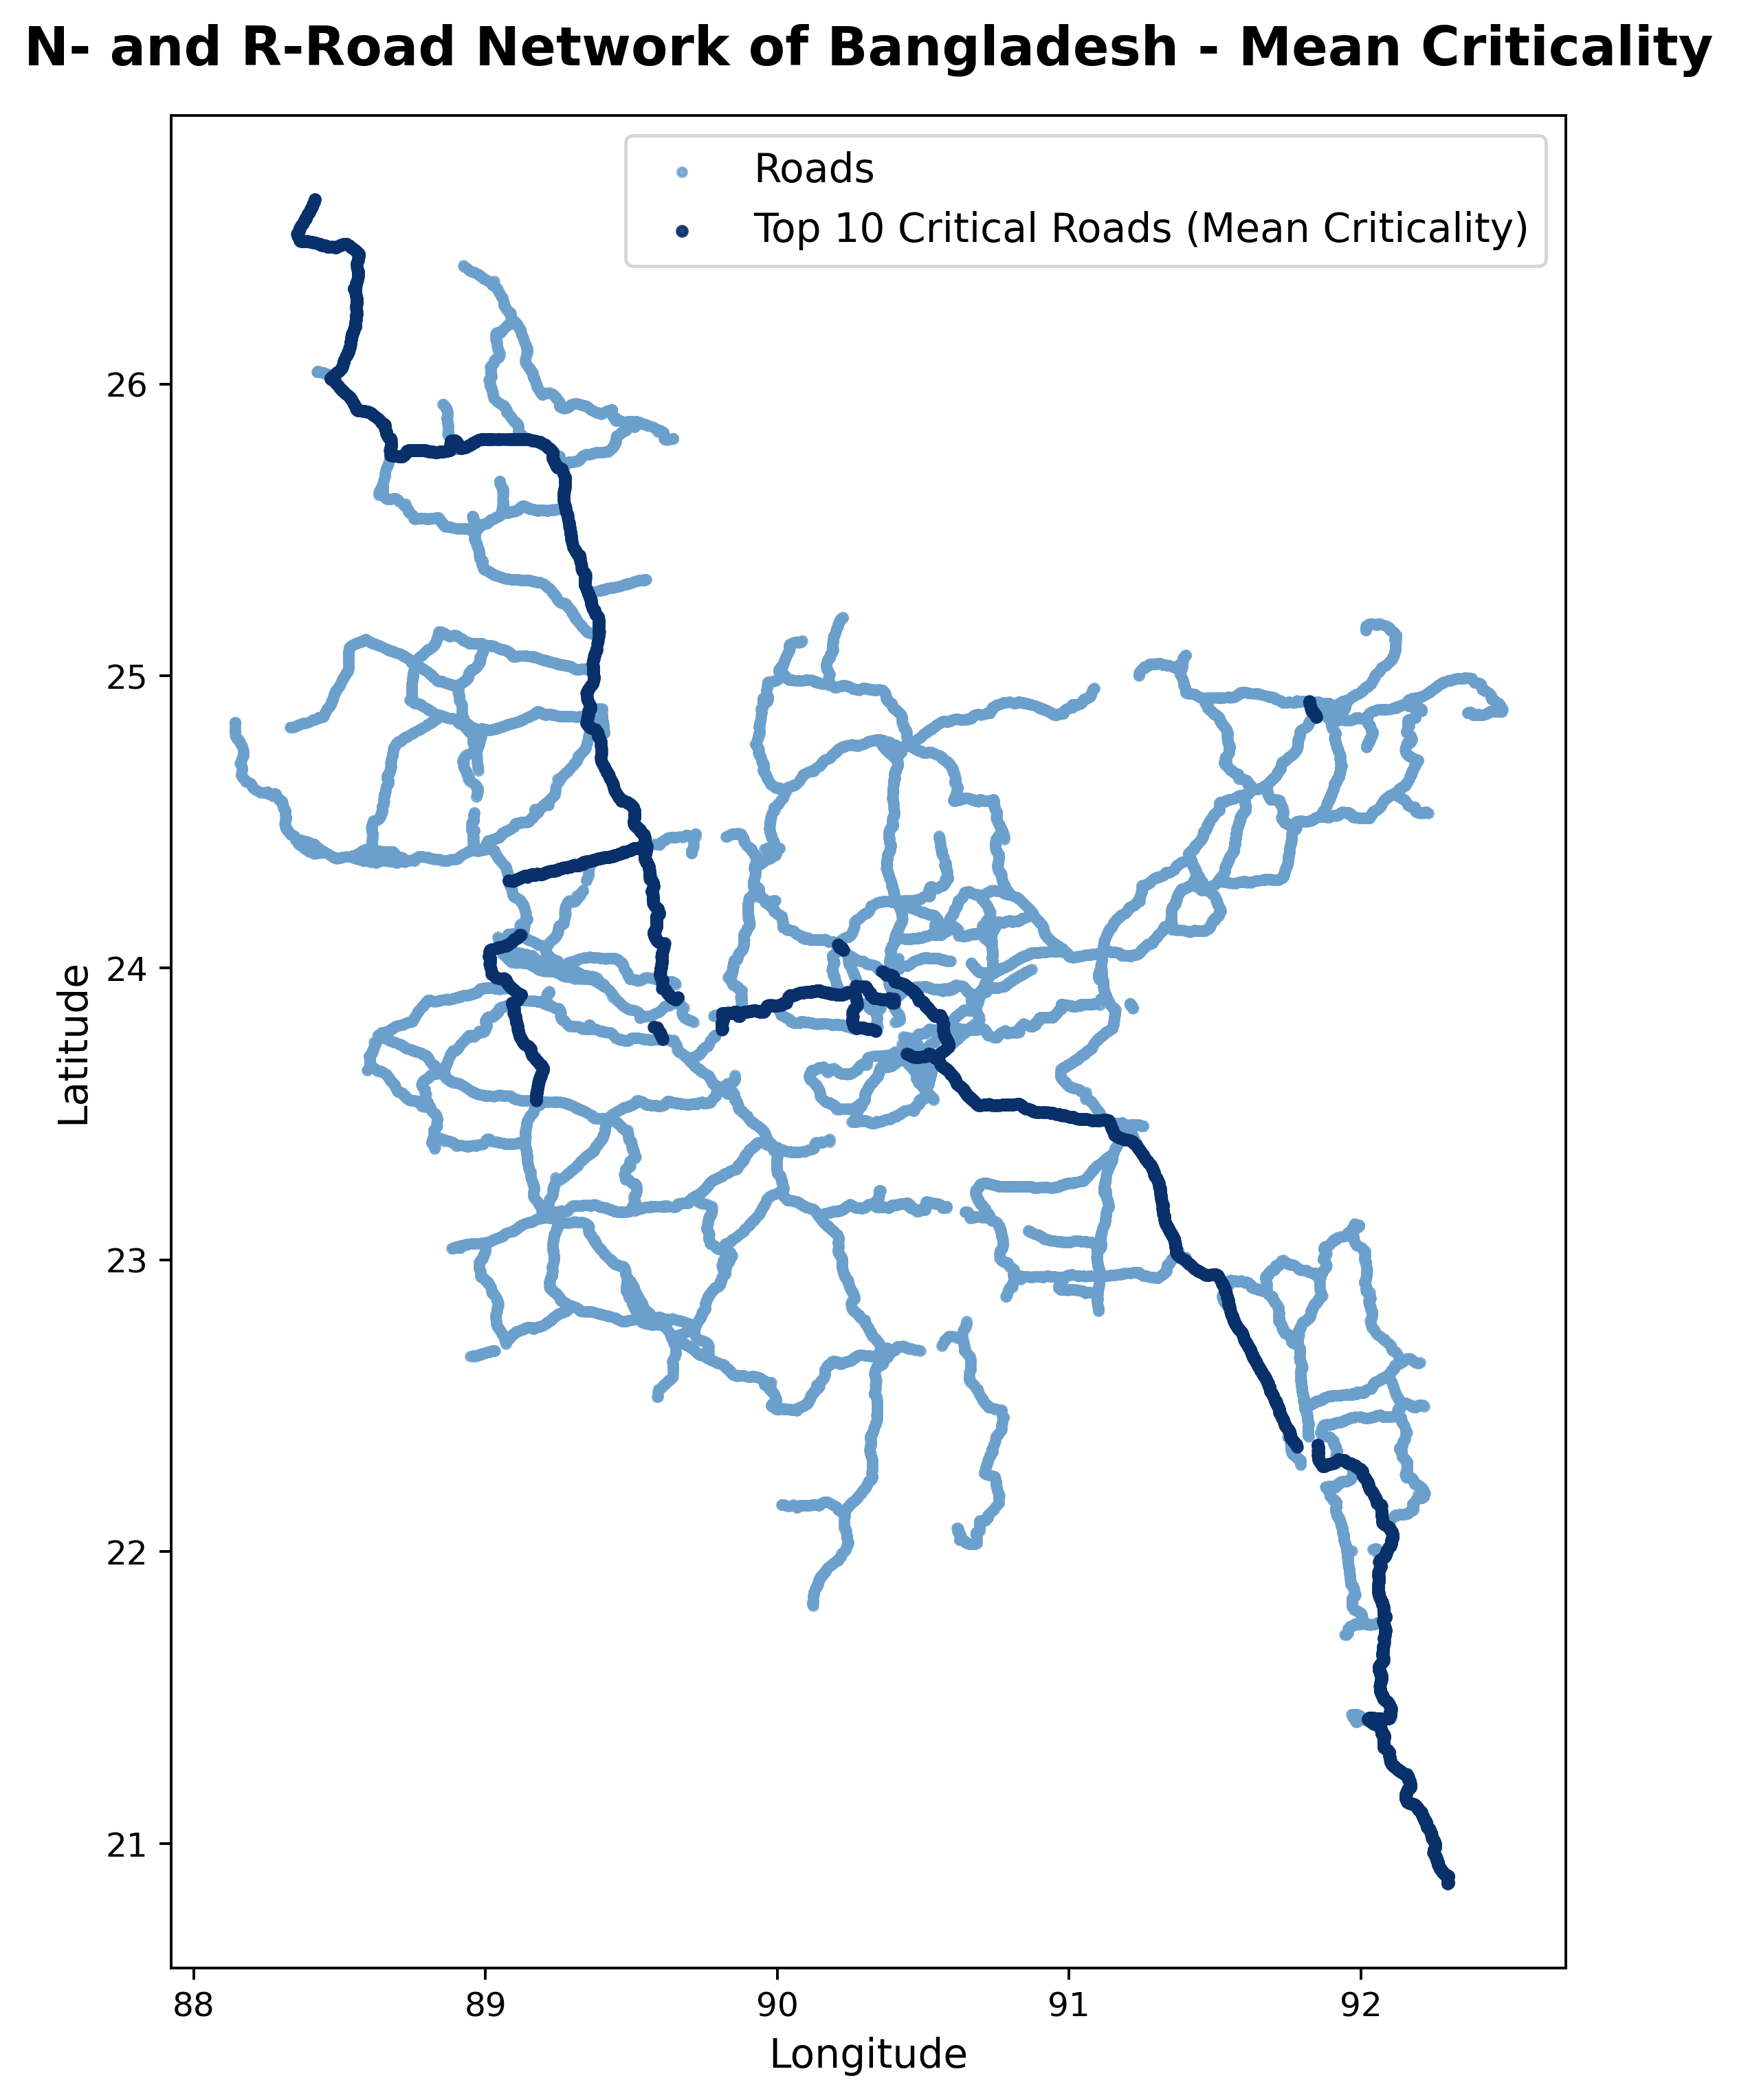 N- and R-Road Network of Bangladesh - Mean Criticality
Roads
Top 10 Critical Roads (Mean Criticality)
26
25
24
23
22
21
Latitude
88
89
90
91
92
Longitude